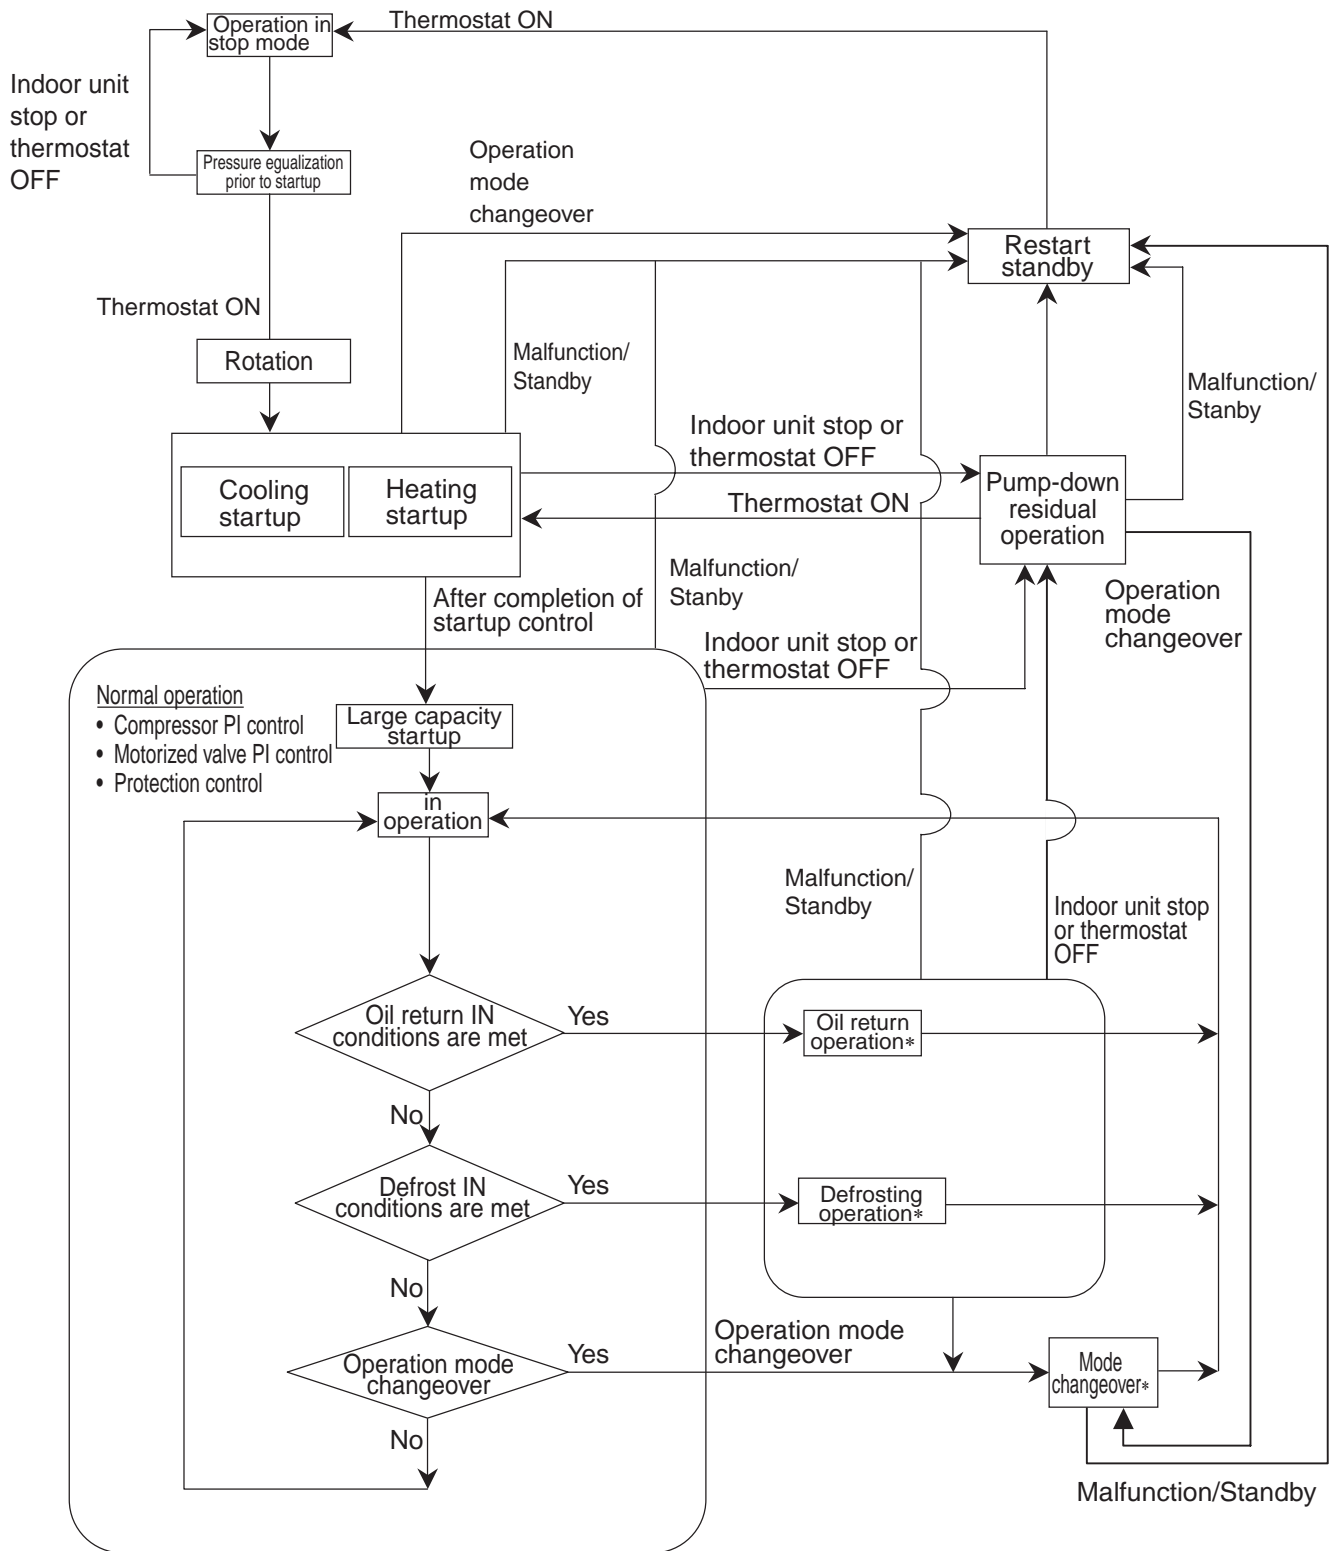 Operation in
stop mode
Thermostat ON
Indoor unit
stop or
thermostat
OFF
Pressure egualization
prior to startup
Operation
mode
changeover
Restart
standby
Thermostat ON
Rotation
Malfunction/
Standby
Malfunction/
Stanby
Indoor unit stop or
thermostat OFF
Cooling
startup
Heating
startup
Thermostat ON
Pump-down
residual
operation
Malfunction/
Stanby
After completion of
startup control
Operation
mode
changeover
Indoor unit stop or
thermostat OFF
Normal operation
• Compressor PI control
• Motorized valve PI control
• Protection control
Large capacity
startup
in
operation
Malfunction/
Standby
Indoor unit stop
or thermostat
OFF
Oil return IN
conditions are met
Yes
Oil return
operation*
No
Defrost IN
conditions are met
Yes
Defrosting
operation*
No
Operation mode
changeover
Yes
Operation mode
changeover
Mode
changeover*
No
Malfunction/Standby